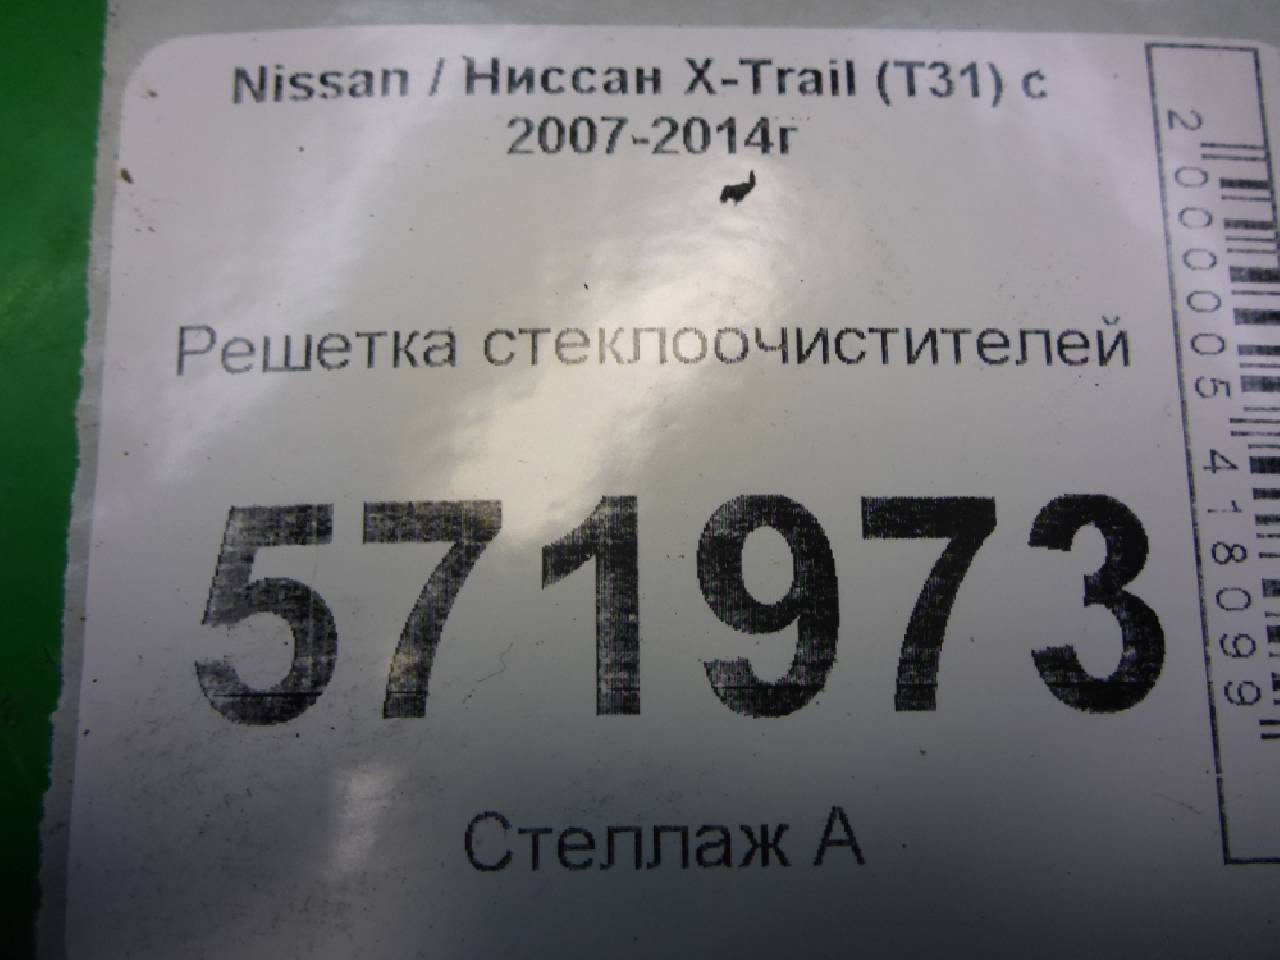 Nissan / Ниссан X-Trail (T31) с
2007-2014г
Решетка стеклоочистителей
571973
Стеллаж А
2000005418099